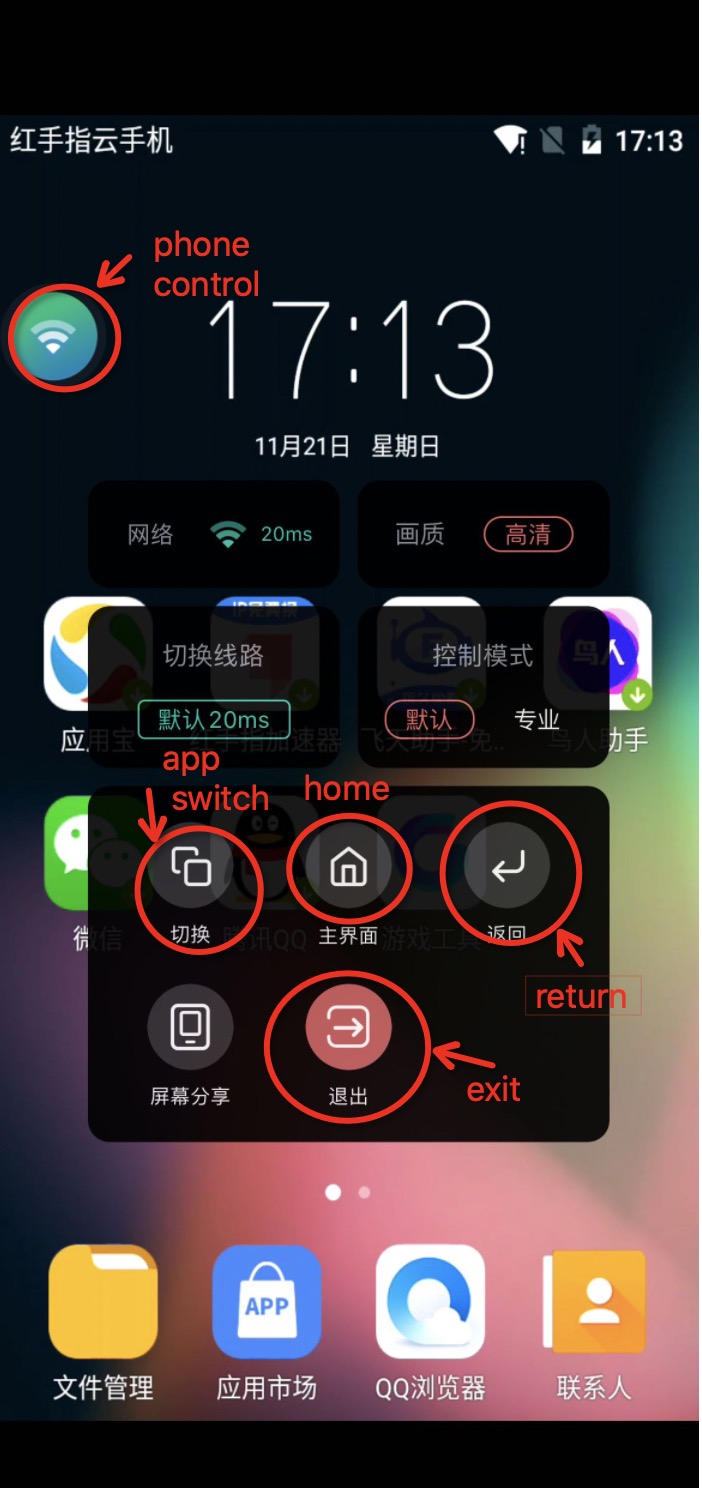 红手指云手机 17:13
phone
control
17:13
11月21日 星期日
网络 20ms
画质 高清
切换线路
控制模式
默认20ms
默认 专业
应用宝 红手指加速器 飞天助手-免.. 鸟人助手
app
switch
home
切换 主界面 返回
微信 腾讯QQ 游戏工具
return
屏幕分享 退出
exit
APP
文件管理 应用市场 QQ浏览器 联系人